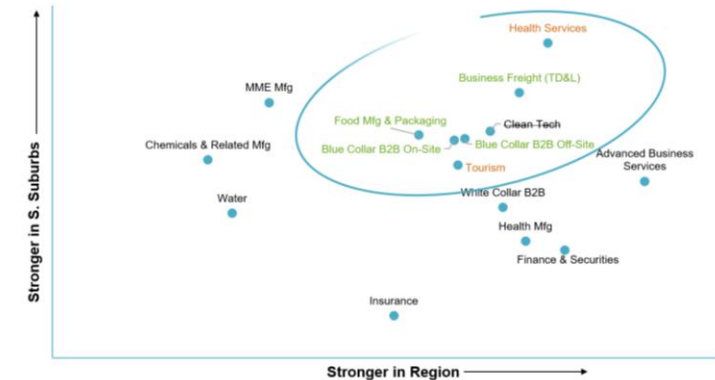 Health Services
Business Freight (TD&L)
MME Mfg
Food Mfg & Packaging
Clean Tech
Chemicals & Related Mfg
Blue Collar B2B On-Site
Blue Collar B2B Off-Site
Advanced Business
Services
Tourism
White Collar B2B
Water
Health Mfg
Finance & Securities
Insurance
Stronger in S. Suburbs
Stronger in Region